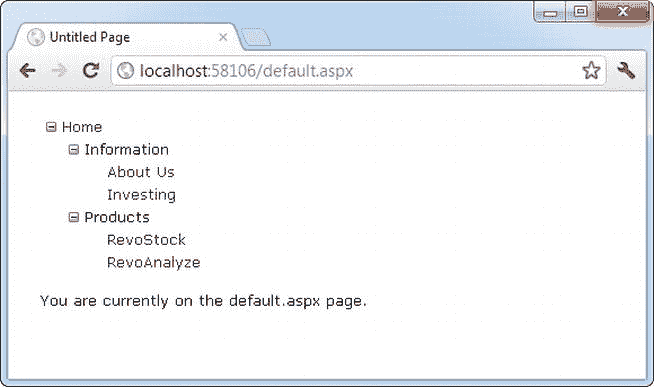 Untitled Page
localhost:58106/default.aspx
Home
Information
About Us
Investing
Products
RevoStock
RevoAnalyze
You are currently on the default.aspx page.